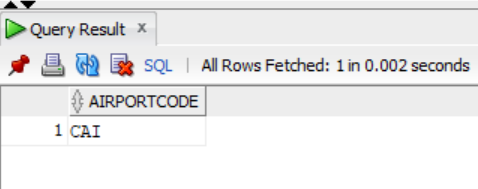 Query Result x
SQL | All Rows Fetched: 1 in 0.002 seconds
AIRPORTCODE
1 CAI